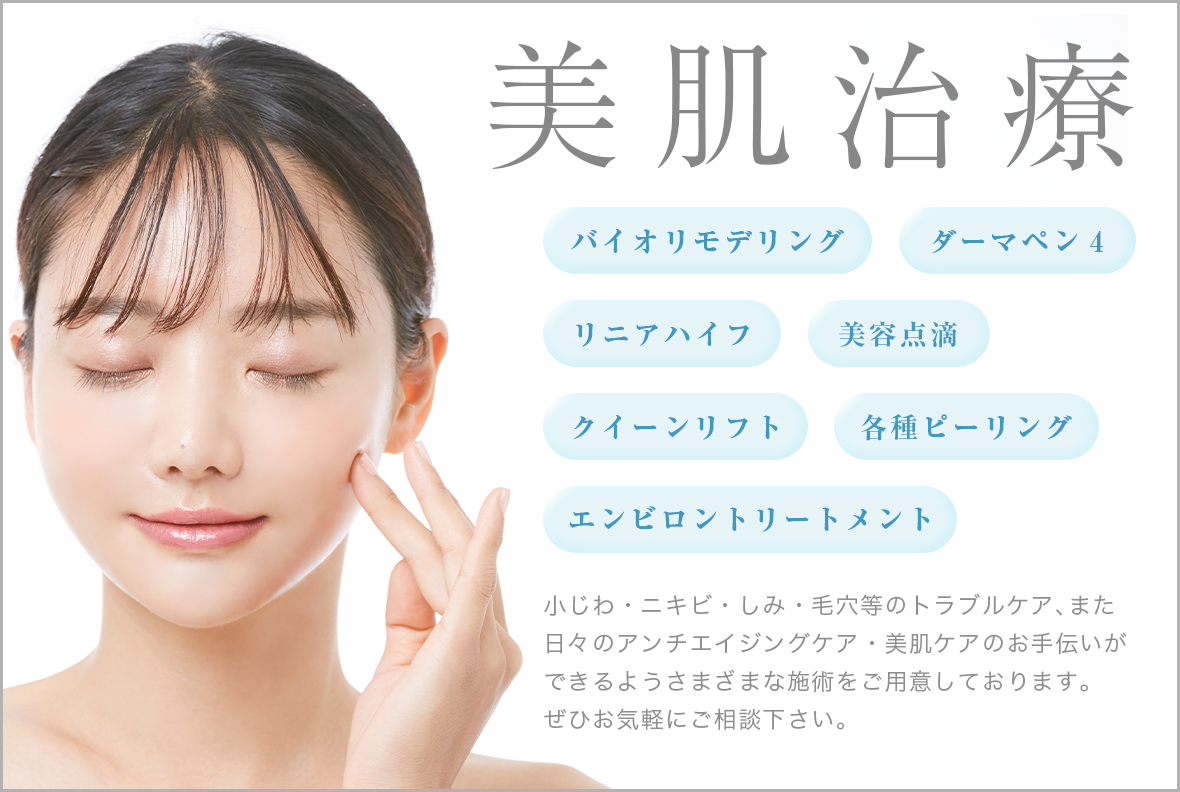 美肌治療
バイオリモデリング
ダーマペン4
リニアハイフ
美容点滴
クイーンリフト
各種ピーリング
エンビロントリートメント
小じわ・ニキビ・しみ・毛穴等のトラブルケア、また
日々のアンチエイジングケア・美肌ケアのお手伝いが
できるようさまざまな施術をご用意しております。
ぜひお気軽にご相談下さい。